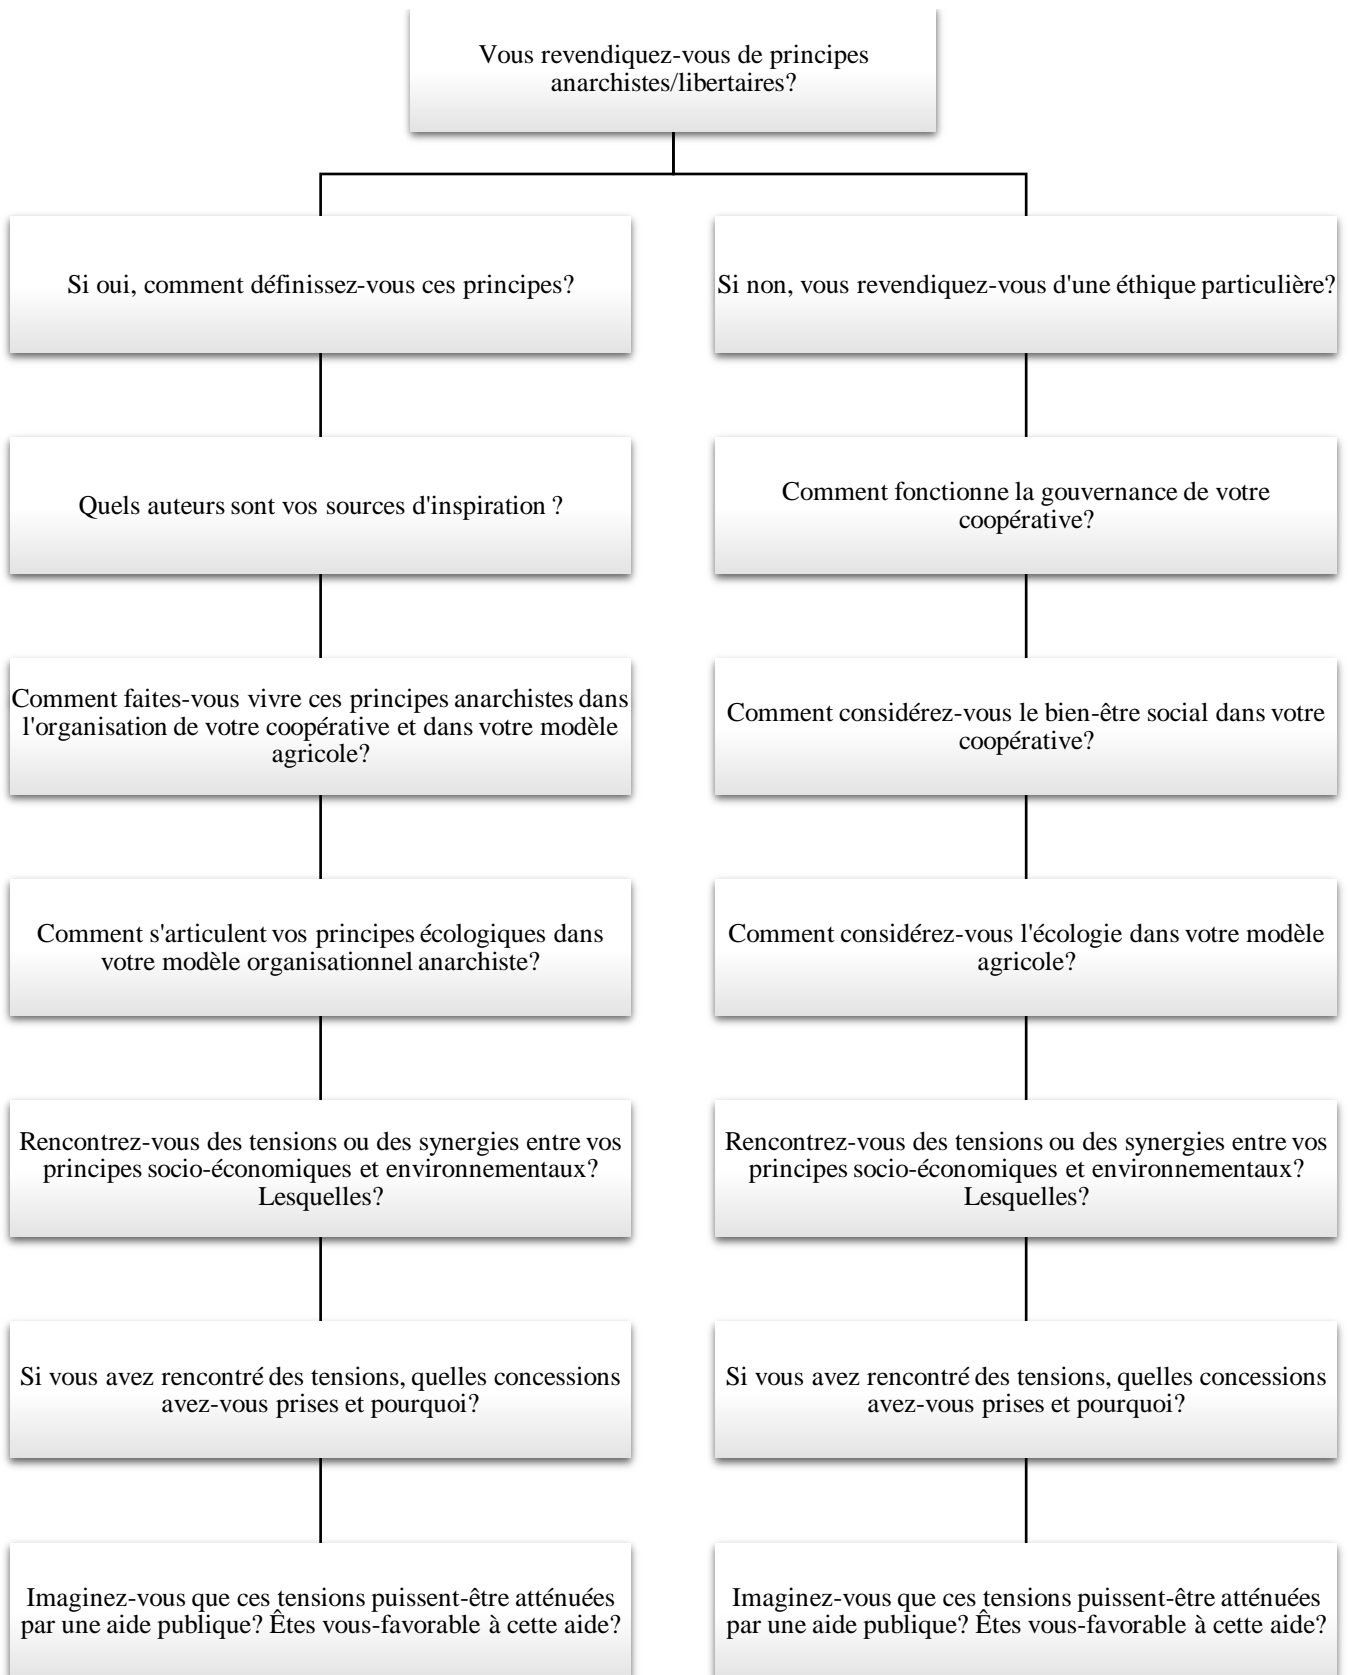 Vous revendiquez-vous de principes
anarchistes/libertaires?
Si oui, comment définissez-vous ces principes?
Si non, vous revendiquez-vous d'une éthique particulière?
Quels auteurs sont vos sources d'inspiration ?
Comment fonctionne la gouvernance de votre
coopérative?
Comment faites-vous vivre ces principes anarchistes dans
l'organisation de votre coopérative et dans votre modèle
agricole?
Comment considérez-vous le bien-être social dans votre
coopérative?
Comment s'articulent vos principes écologiques dans
votre modèle organisationnel anarchiste?
Comment considérez-vous l'écologie dans votre modèle
agricole?
Rencontrez-vous des tensions ou des synergies entre vos
principes socio-économiques et environnementaux?
Lesquelles?
Rencontrez-vous des tensions ou des synergies entre vos
principes socio-économiques et environnementaux?
Lesquelles?
Si vous avez rencontré des tensions, quelles concessions
avez-vous prises et pourquoi?
Si vous avez rencontré des tensions, quelles concessions
avez-vous prises et pourquoi?
Imaginez-vous que ces tensions puissent-être atténuées
par une aide publique? Êtes vous-favorable à cette aide?
Imaginez-vous que ces tensions puissent-être atténuées
par une aide publique? Êtes vous-favorable à cette aide?